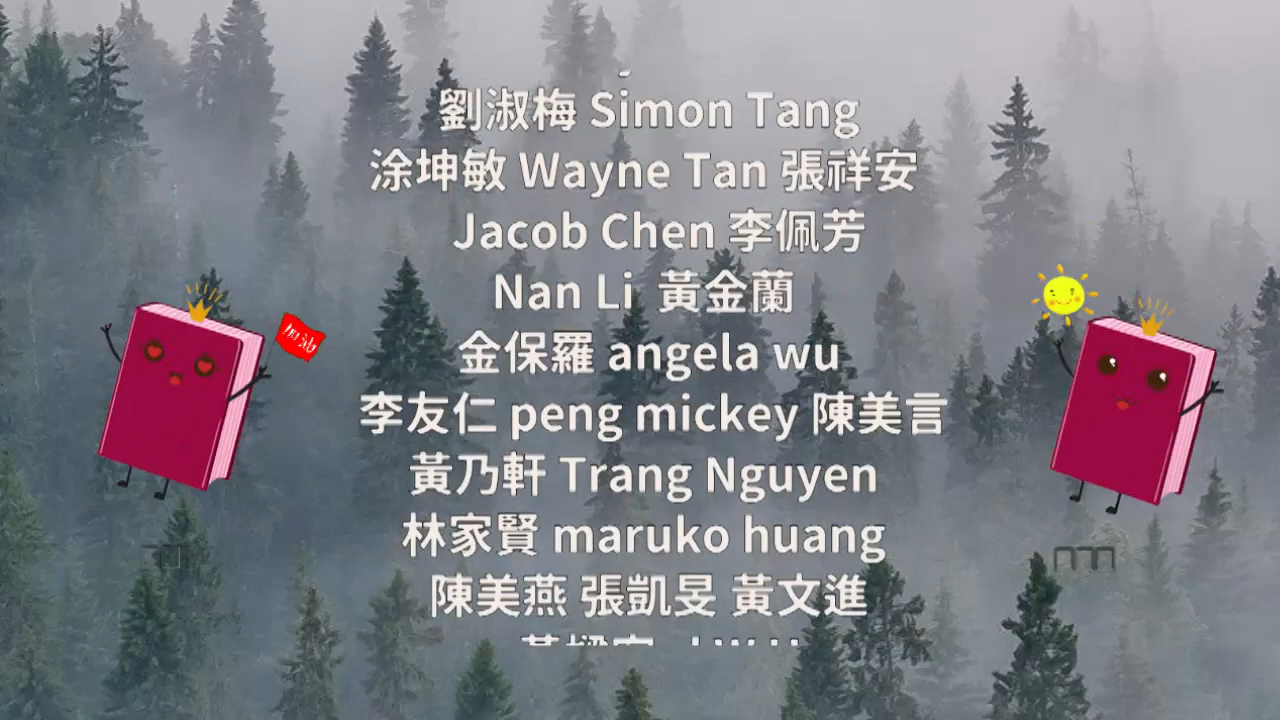 劉淑梅 Simon Tang
涂坤敏 Wayne Tan 張祥安
Jacob Chen 李佩芳
Nan Li 黃金蘭
金保羅 angela wu
李友仁 peng mickey 陳美言
黃乃軒 Trang Nguyen
林家賢 maruko huang
陳美燕 張凱旻 黃文進